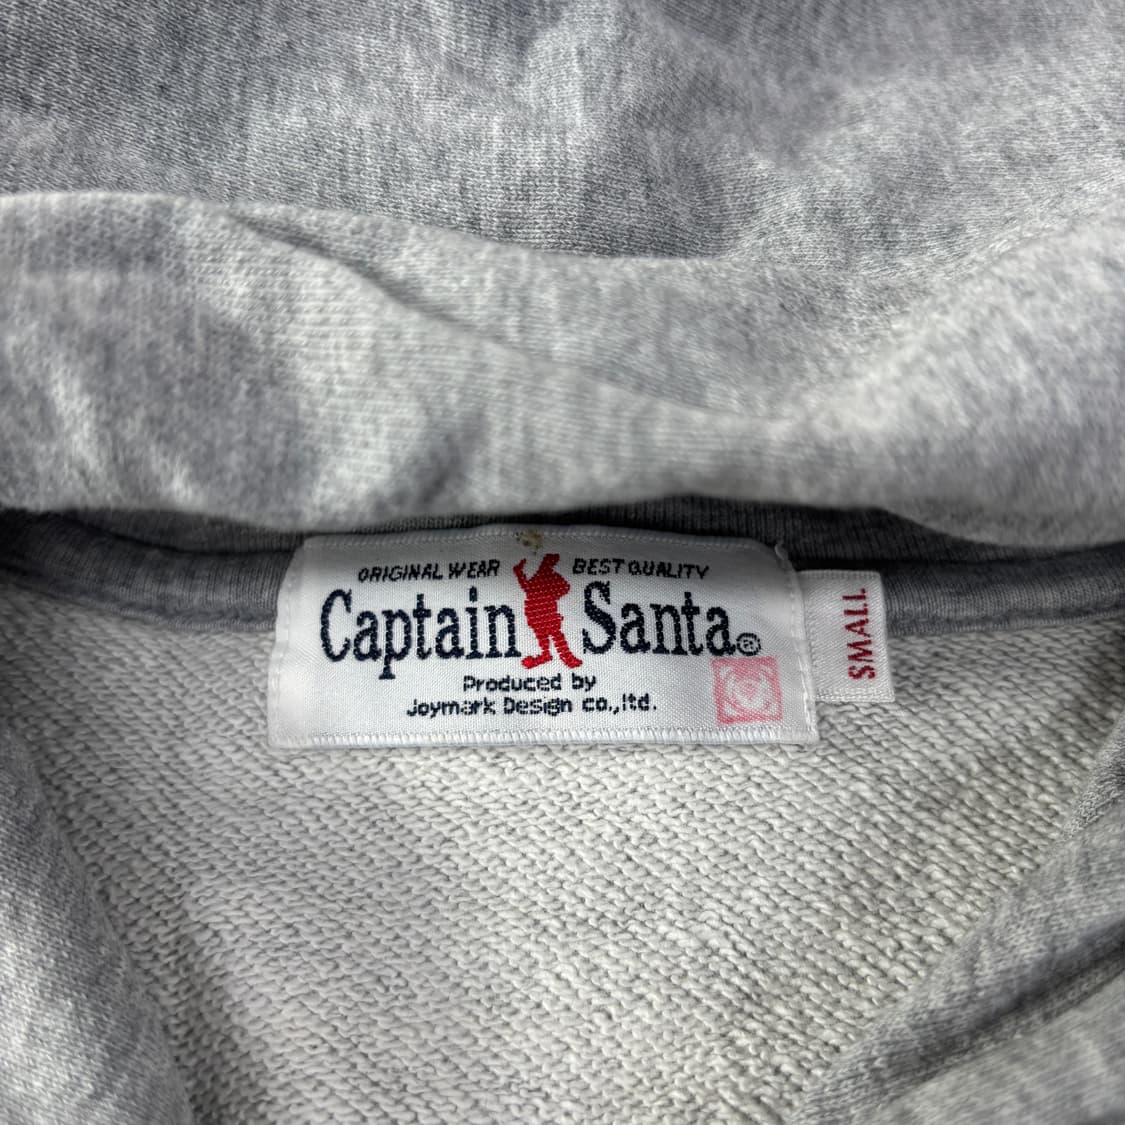 ORIGINAL WEAR BEST QUALITY
Captain Santa®
Produced by
Joymark Design co.,ltd.
SMALL